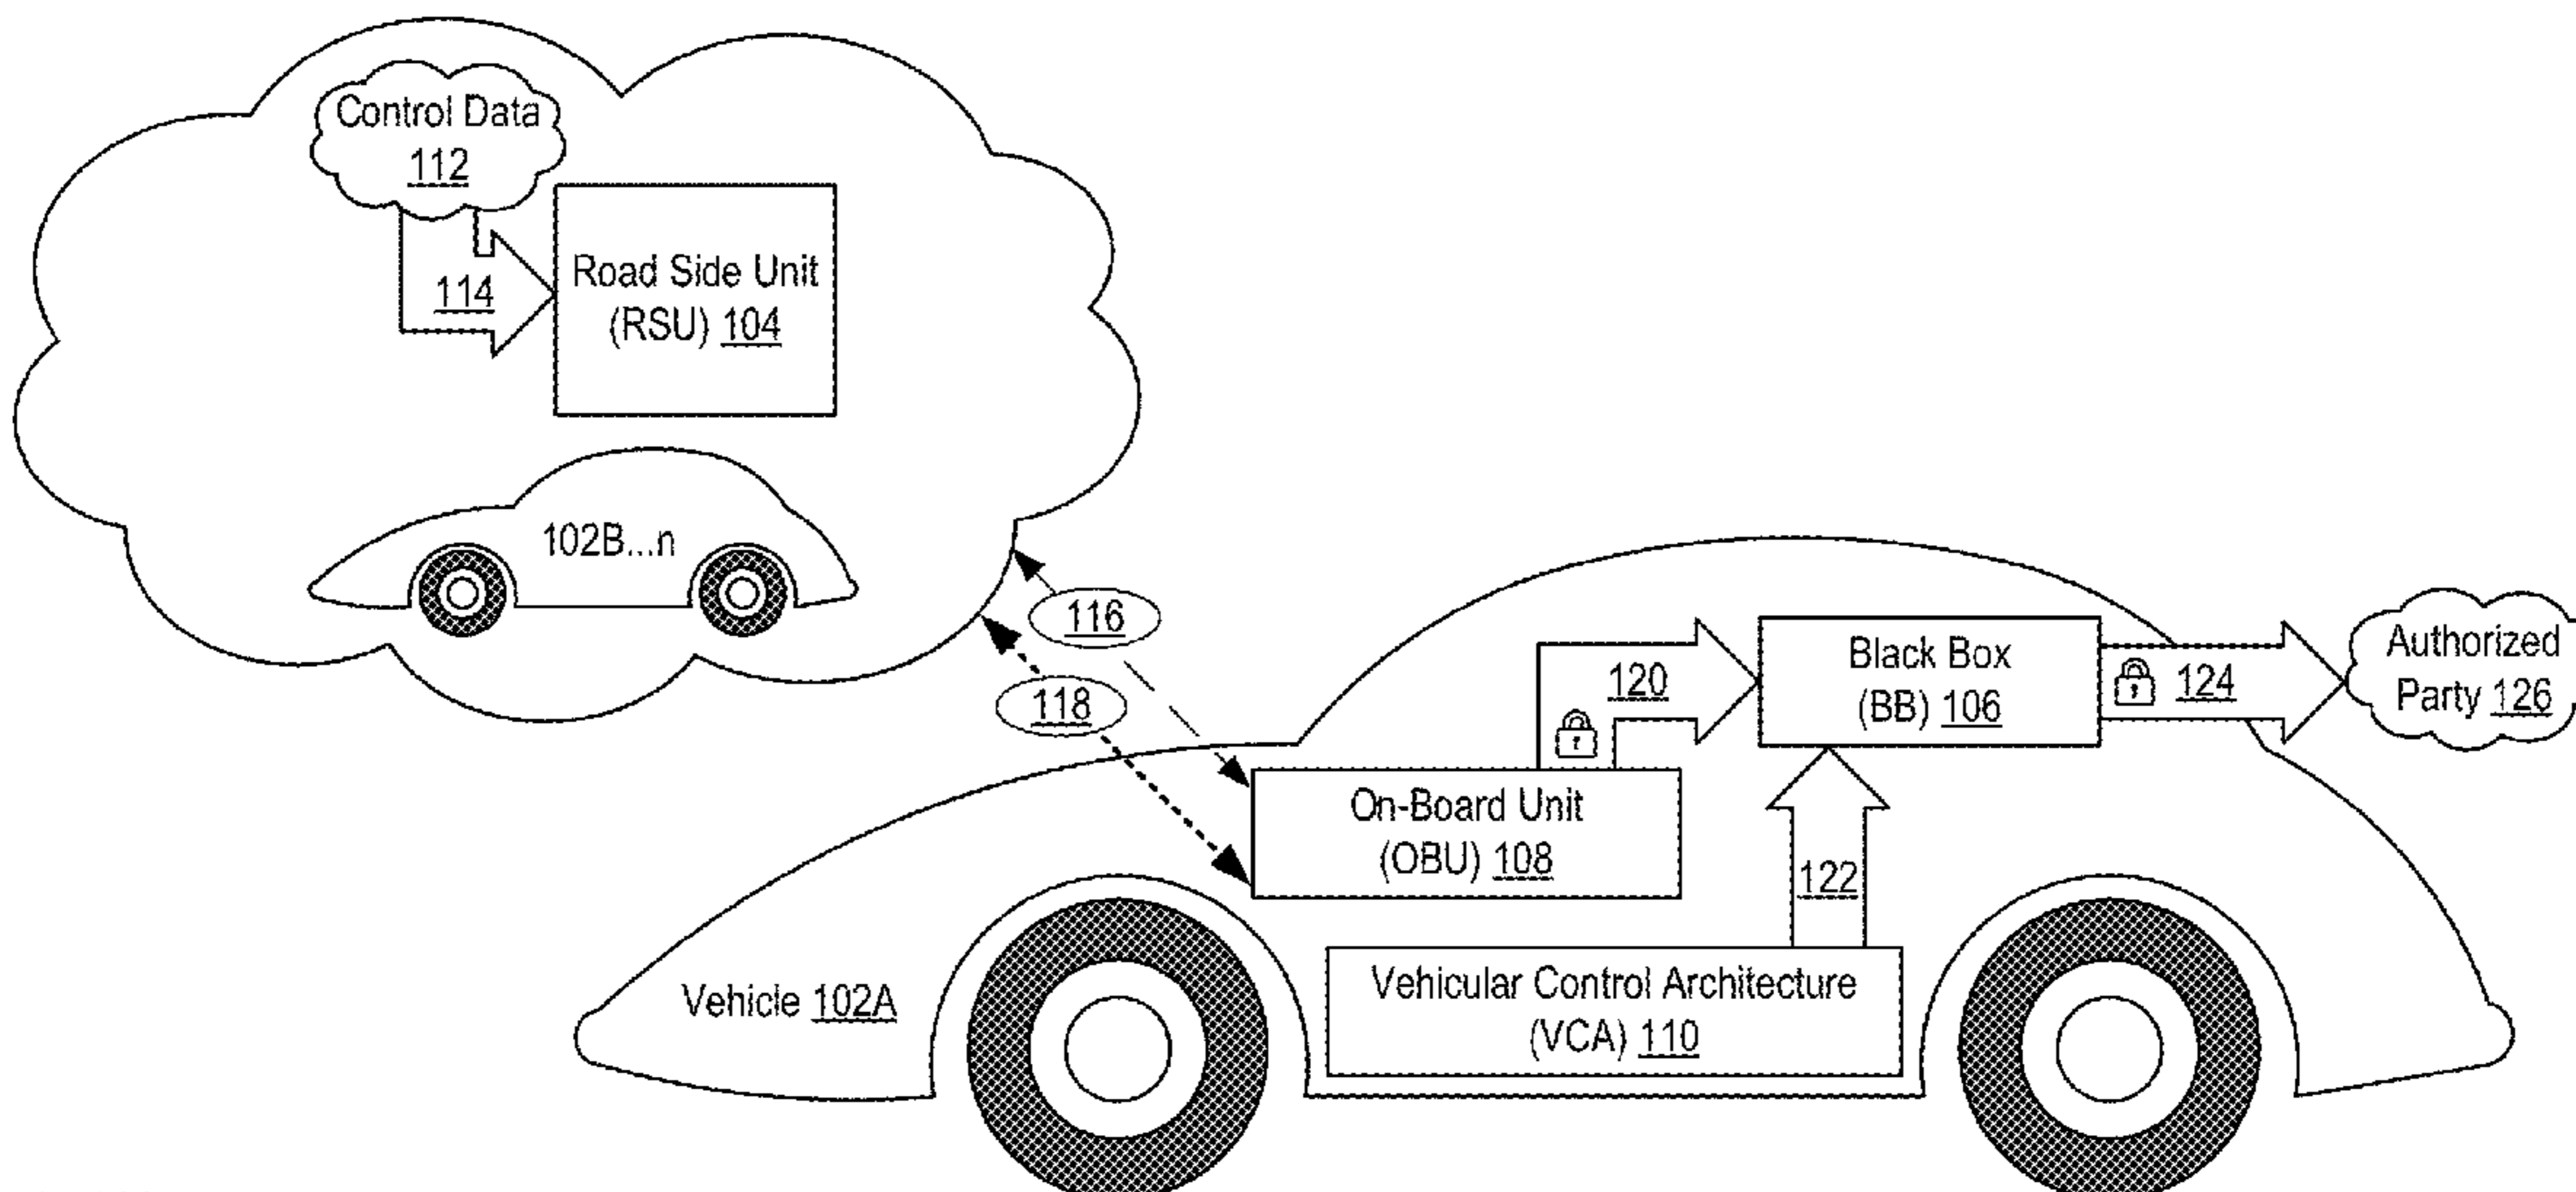 Control Data
112
114
Road Side Unit
(RSU) 104
102B...n
116
118
120
Black Box
(BB) 106
124
Authorized
Party 126
On-Board Unit
(OBU) 108
122
Vehicle 102A
Vehicular Control Architecture
(VCA) 110